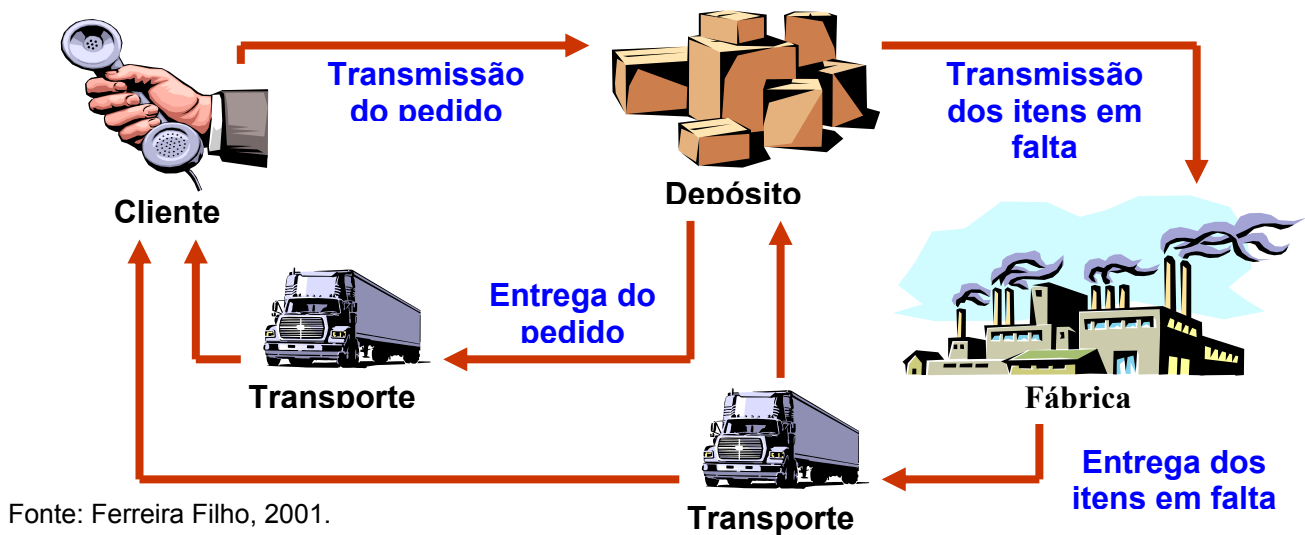 Transmissão
do pedido
Transmissão
dos itens em
falta
Cliente
Depósito
Entrega do
pedido
Transporte
Fábrica
Entrega dos
itens em falta
Transporte
Fonte: Ferreira Filho, 2001.